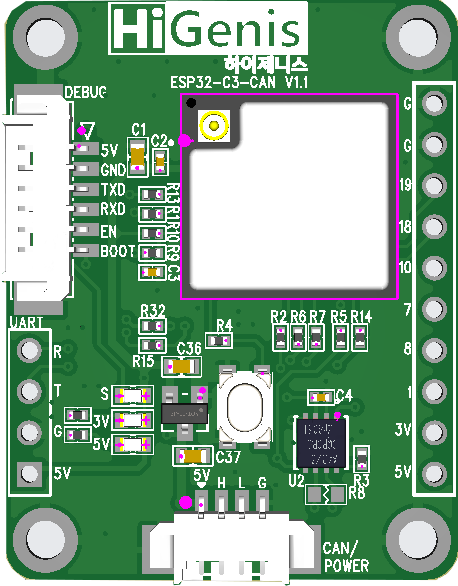 HiGenis
하이제니스
ESP32-C3-CAN V1.1
DEBUG
5V
GND
TXD
RXD
EN
BOOT
C1
C2
R13
R11
R10
R9
C3
G
G
19
18
10
7
8
1
3V
5V
UART
R
T
G
5V
R32
R15
R4
R2
R6
R7
R5
R14
C36
S
3V
5V
C4
C37
U2
R3
R8
5V
H
L
G
CAN/
POWER